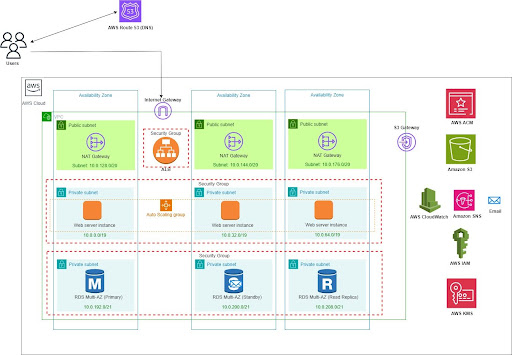 AWS Route 53 (DNS)
Users
aws
AWS Cloud
Availability Zone
Availability Zone
Availability Zone
Internet Gateway
VPC
Public subnet
NAT Gateway
Subnet: 10.0.128.0/20
Security Group
ALB
Public subnet
NAT Gateway
Subnet: 10.0.144.0/20
Public subnet
NAT Gateway
Subnet: 10.0.176.0/20
S3 Gateway
AWS ACM
Amazon S3
AWS CloudWatch
Amazon SNS
Email
AWS IAM
AWS KMS
Security Group
Private subnet
Web server instance
10.0.0.0/19
Auto Scaling group
Private subnet
Web server instance
10.0.32.0/19
Private subnet
Web server instance
10.0.64.0/19
Security Group
Private subnet
M
RDS Multi-AZ (Primary)
10.0.192.0/21
Private subnet
RDS Multi-AZ (Standby)
10.0.200.0/21
Private subnet
R
RDS Multi-AZ (Read Replica)
10.0.208.0/21